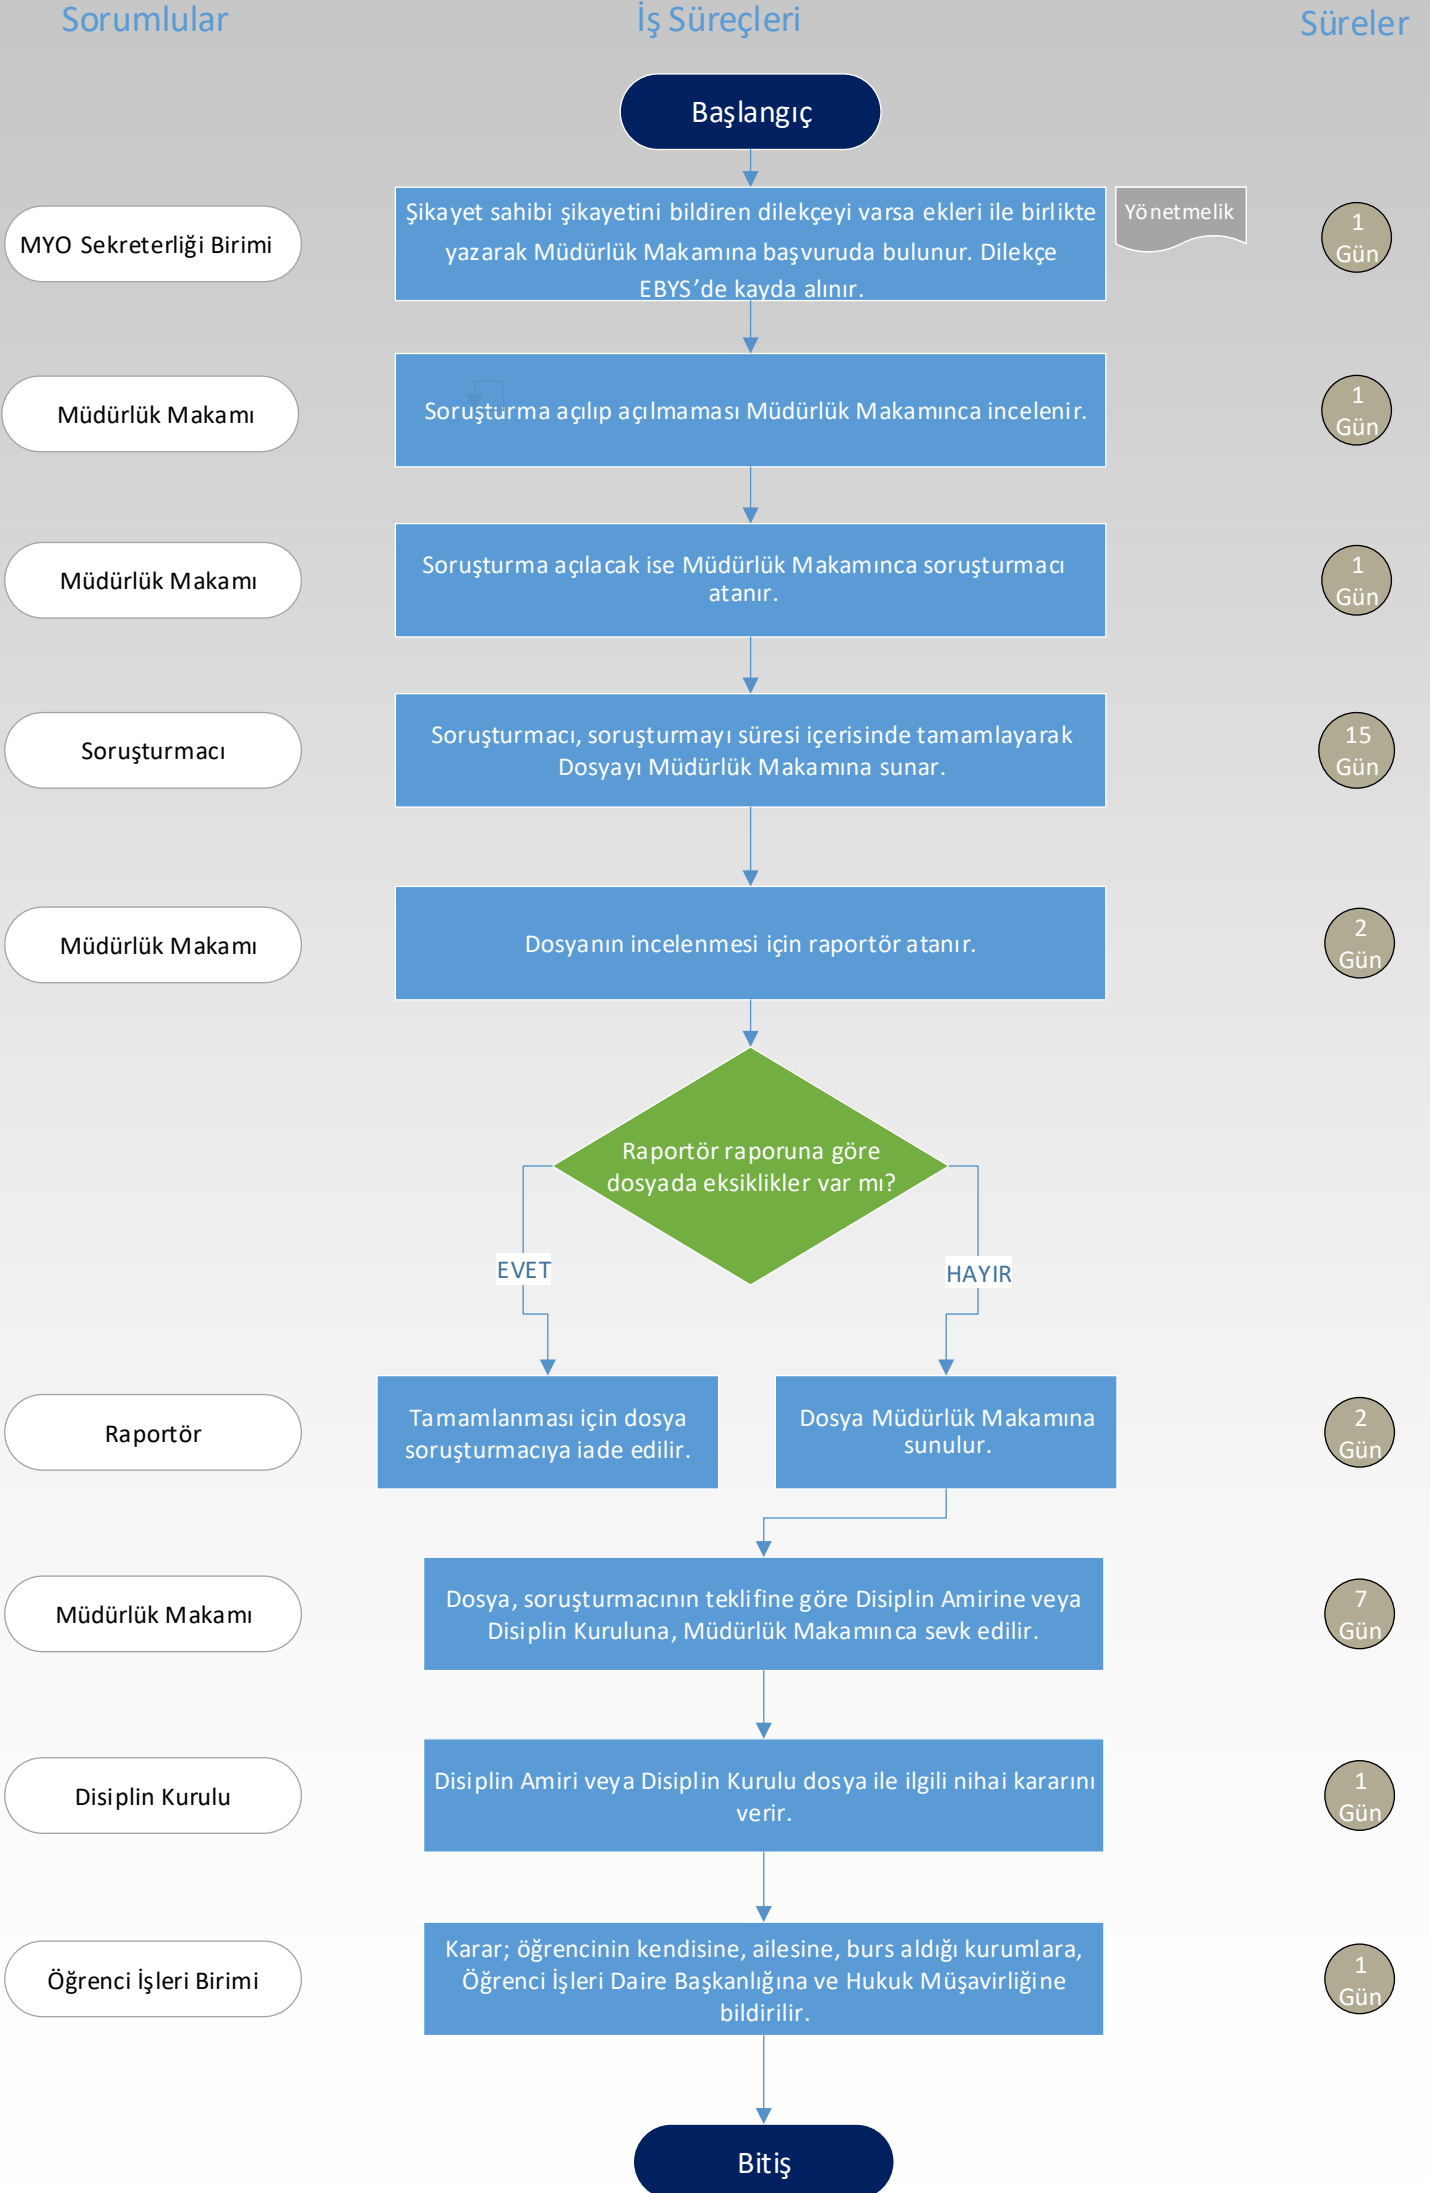 Sorumlular
İş Süreçleri
Süreler
Başlangıç
MYO Sekreterliği Birimi
Şikayet sahibi şikayetini bildiren dilekçeyi varsa ekleri ile birlikte
yazarak Müdürlük Makamına başvuruda bulunur. Dilekçe
EBYS’de kayda alınır.
Yönetmelik
1
Gün
Müdürlük Makamı
Soruşturma açılıp açılmaması Müdürlük Makamınca incelenir.
1
Gün
Müdürlük Makamı
Soruşturma açılacak ise Müdürlük Makamınca soruşturmacı
atanır.
1
Gün
Soruşturmacı
Soruşturmacı, soruşturmayı süresi içerisinde tamamlayarak
Dosyayı Müdürlük Makamına sunar.
15
Gün
Müdürlük Makamı
Dosyanın incelenmesi için raportör atanır.
2
Gün
Raportör raporuna göre
dosyada eksiklikler var mı?
EVET
HAYIR
Raportör
Tamamlanması için dosya
soruşturmacıya iade edilir.
Dosya Müdürlük Makamına
sunulur.
2
Gün
Müdürlük Makamı
Dosya, soruşturmacının teklifine göre Disiplin Amirine veya
Disiplin Kuruluna, Müdürlük Makamınca sevk edilir.
7
Gün
Disiplin Kurulu
Disiplin Amiri veya Disiplin Kurulu dosya ile ilgili nihai kararını
verir.
1
Gün
Öğrenci İşleri Birimi
Karar; öğrencinin kendisine, ailesine, burs aldığı kurumlara,
Öğrenci İşleri Daire Başkanlığına ve Hukuk Müşavirliğine
bildirilir.
1
Gün
Bitiş